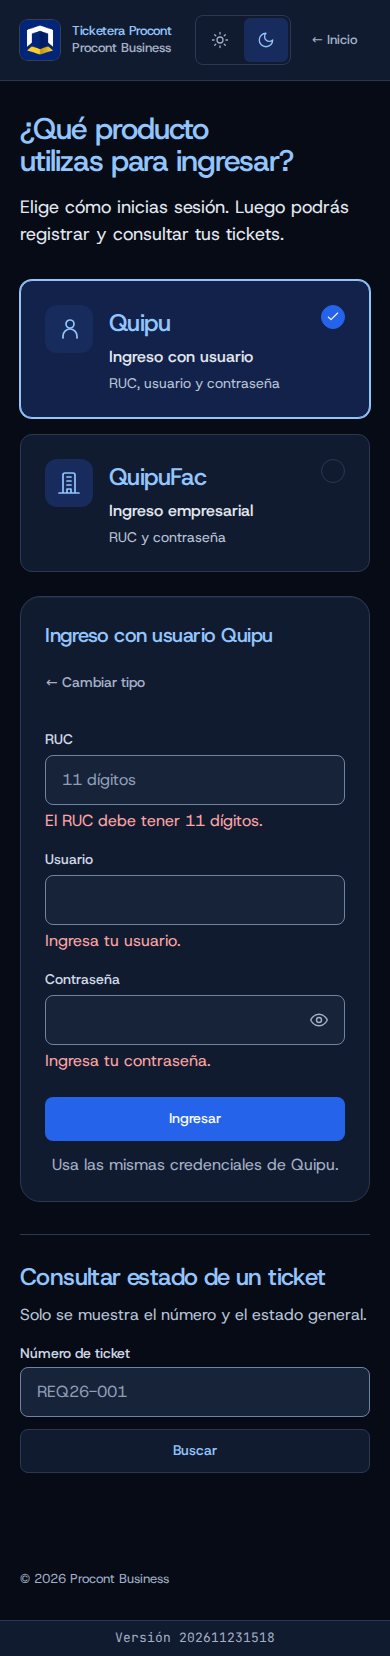 Ticketera Procont
Procont Business
← Inicio
¿Qué producto
utilizas para ingresar?
Elige cómo inicias sesión. Luego podrás
registrar y consultar tus tickets.
Quipu
Ingreso con usuario
RUC, usuario y contraseña
QuipuFac
Ingreso empresarial
RUC y contraseña
Ingreso con usuario Quipu
← Cambiar tipo
RUC
11 dígitos
El RUC debe tener 11 dígitos.
Usuario
Ingresa tu usuario.
Contraseña
Ingresa tu contraseña.
Ingresar
Usa las mismas credenciales de Quipu.
Consultar estado de un ticket
Solo se muestra el número y el estado general.
Número de ticket
REQ26-001
Buscar
© 2026 Procont Business
Versión 202611231518